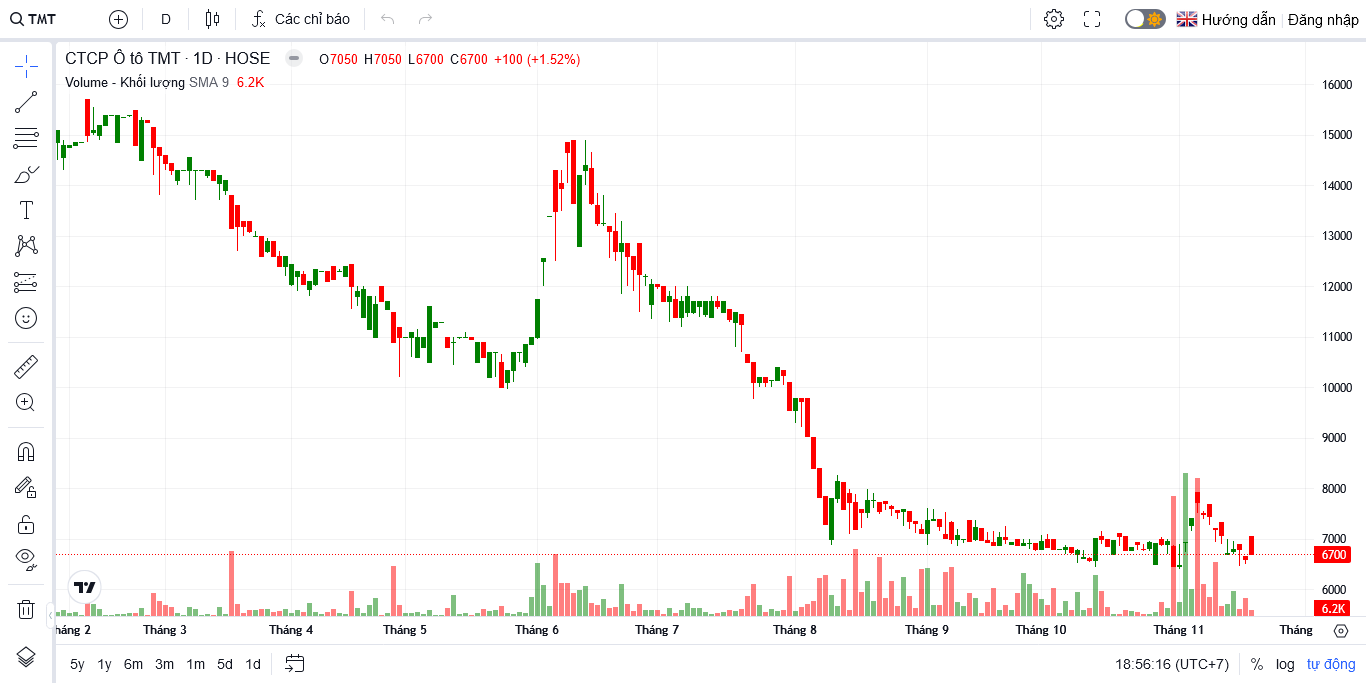 TMT D Các chỉ báo Hướng dẫn Đăng nhập
CTCP Ô tô TMT · 1D · HOSE O7050 H7050 L6700 C6700 +100 (+1.52%)
Volume - Khối lượng SMA 9 6.2K
16000
15000
14000
13000
12000
11000
10000
9000
8000
7000
6700
6000
6.2K
háng 2 Tháng 3 Tháng 4 Tháng 5 Tháng 6 Tháng 7 Tháng 8 Tháng 9 Tháng 10 Tháng 11 Tháng
5y 1y 6m 3m 1m 5d 1d 18:56:16 (UTC+7) % log tự động